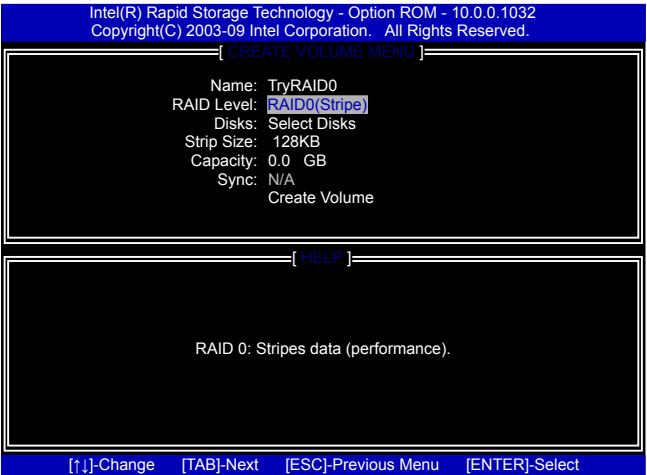 Intel(R) Rapid Storage Technology - Option ROM - 10.0.0.1032
Copyright(C) 2003-09 Intel Corporation. All Rights Reserved.
[ CREATE VOLUME MENU ]
Name: TryRAID0
RAID Level: RAID0(Stripe)
Disks: Select Disks
Strip Size: 128KB
Capacity: 0.0 GB
Sync: N/A
Create Volume
[ HELP ]
RAID 0: Stripes data (performance).
[↑↓]-Change [TAB]-Next [ESC]-Previous Menu [ENTER]-Select